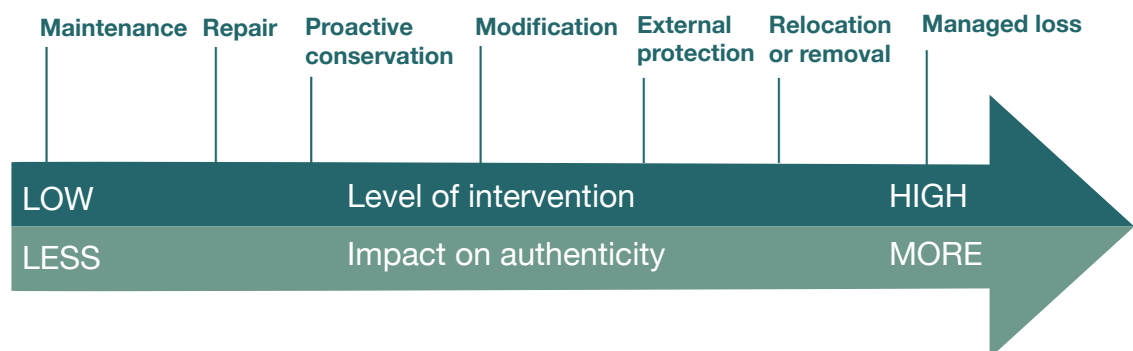 Maintenance
Repair
Proactive
conservation
Modification
External
protection
Relocation
or removal
Managed loss
LOW
Level of intervention
HIGH
LESS
Impact on authenticity
MORE